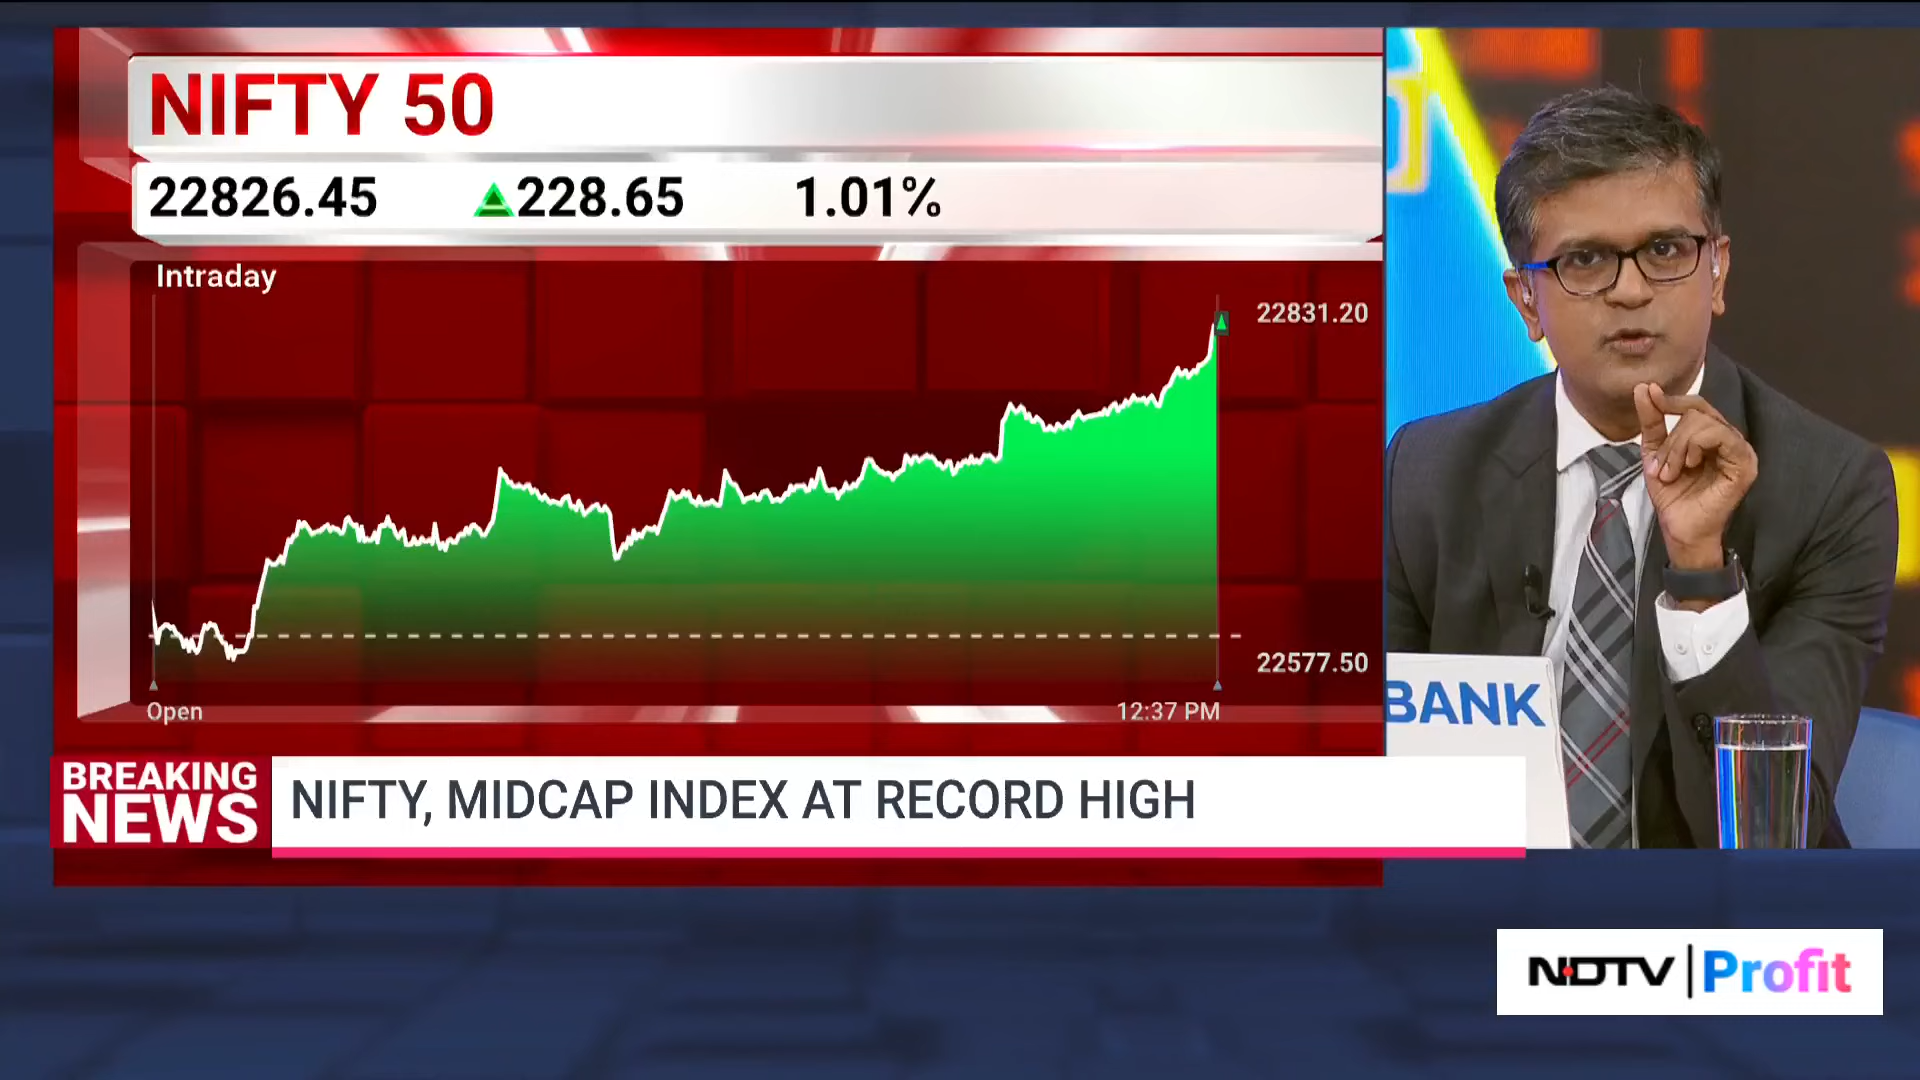 NIFTY 50
22826.45 ▲228.65 1.01%
Intraday
22831.20
22577.50
Open 12:37 PM
BANK
BREAKING
NEWS
NIFTY, MIDCAP INDEX AT RECORD HIGH
NDTV | Profit